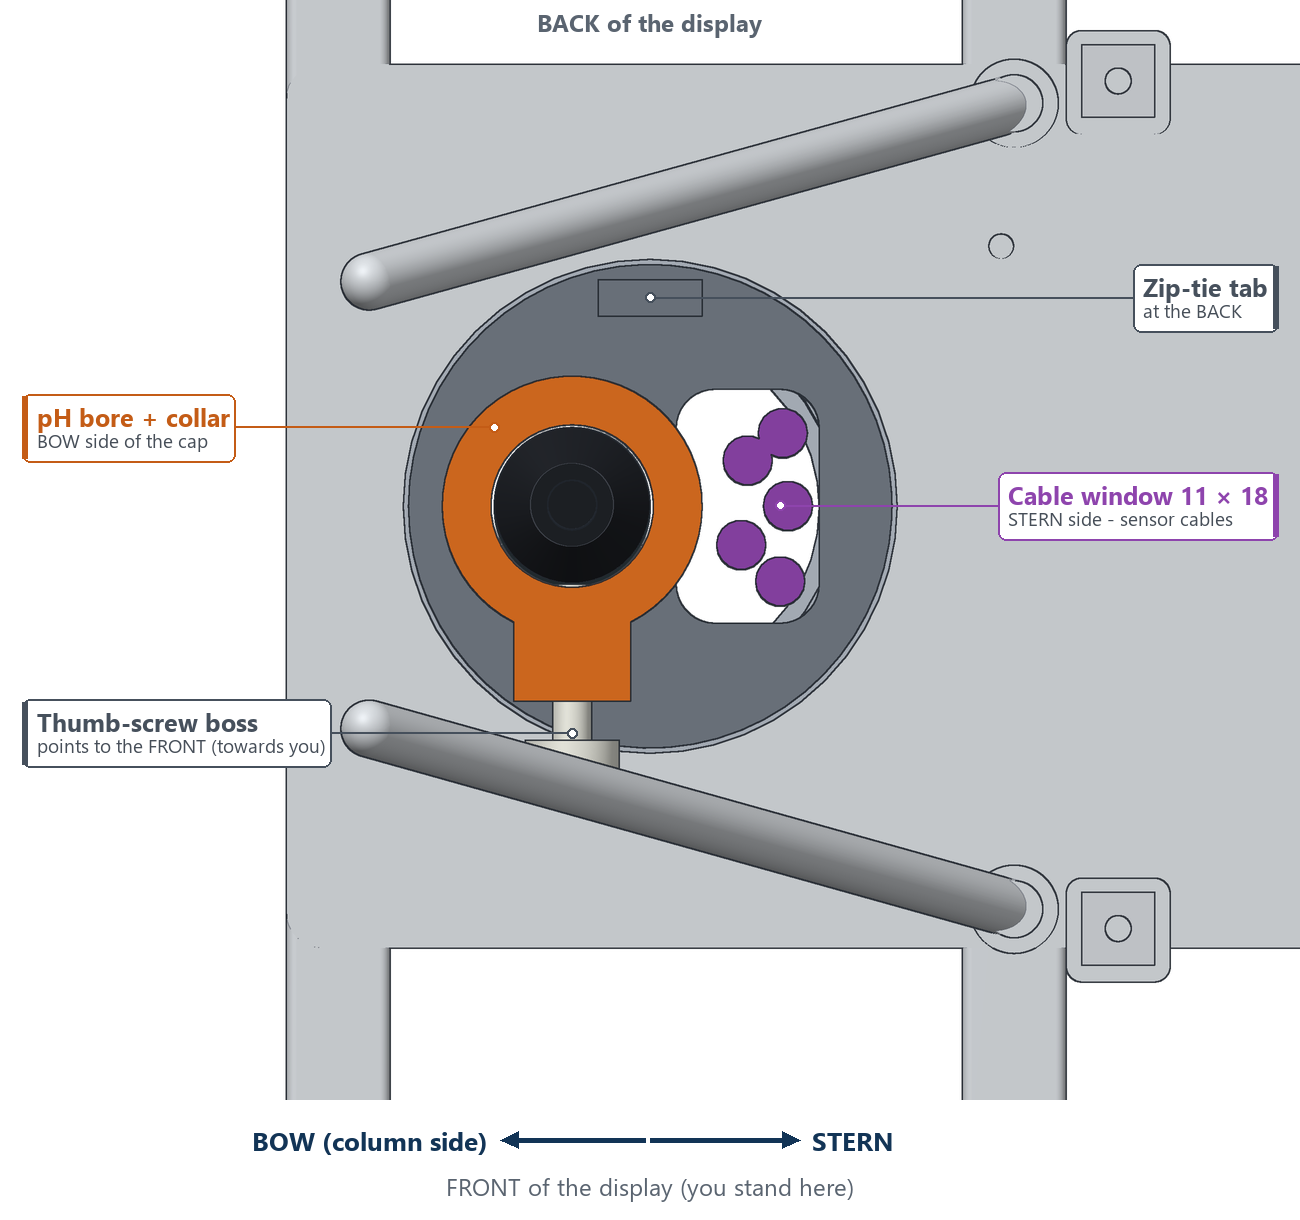 BACK of the display
Zip-tie tab
at the BACK
pH bore + collar
BOW side of the cap
Cable window 11 × 18
STERN side - sensor cables
Thumb-screw boss
points to the FRONT (towards you)
BOW (column side)
STERN
FRONT of the display (you stand here)